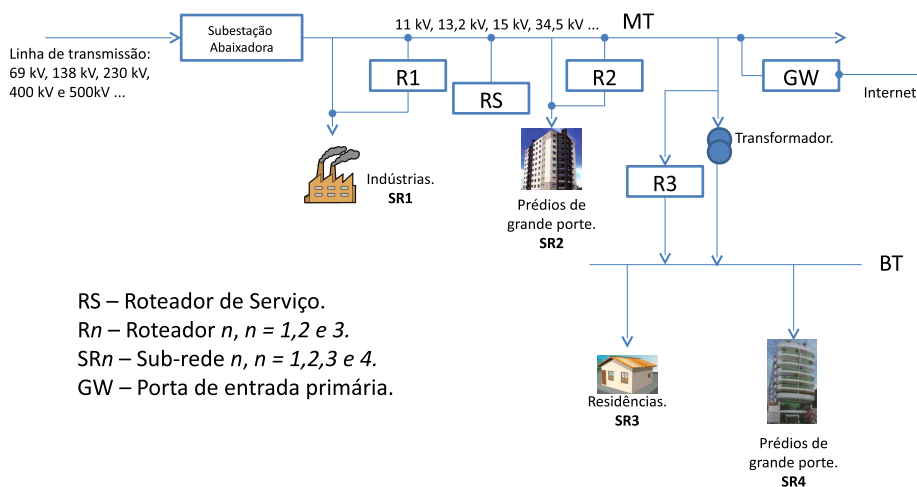 Linha de transmissão:
69 kV, 138 kV, 230 kV,
400 kV e 500kV ...
Subestação
Abaixadora
11 kV, 13,2 kV, 15 kV, 34,5 kV ...
MT
R1
RS
R2
GW
Internet
Transformador.
R3
Indústrias.
SR1
Prédios de
grande porte.
SR2
BT
RS – Roteador de Serviço.
Rn – Roteador n, n = 1,2 e 3.
SRn – Sub-rede n, n = 1,2,3 e 4.
GW – Porta de entrada primária.
Residências.
SR3
Prédios de
grande porte.
SR4